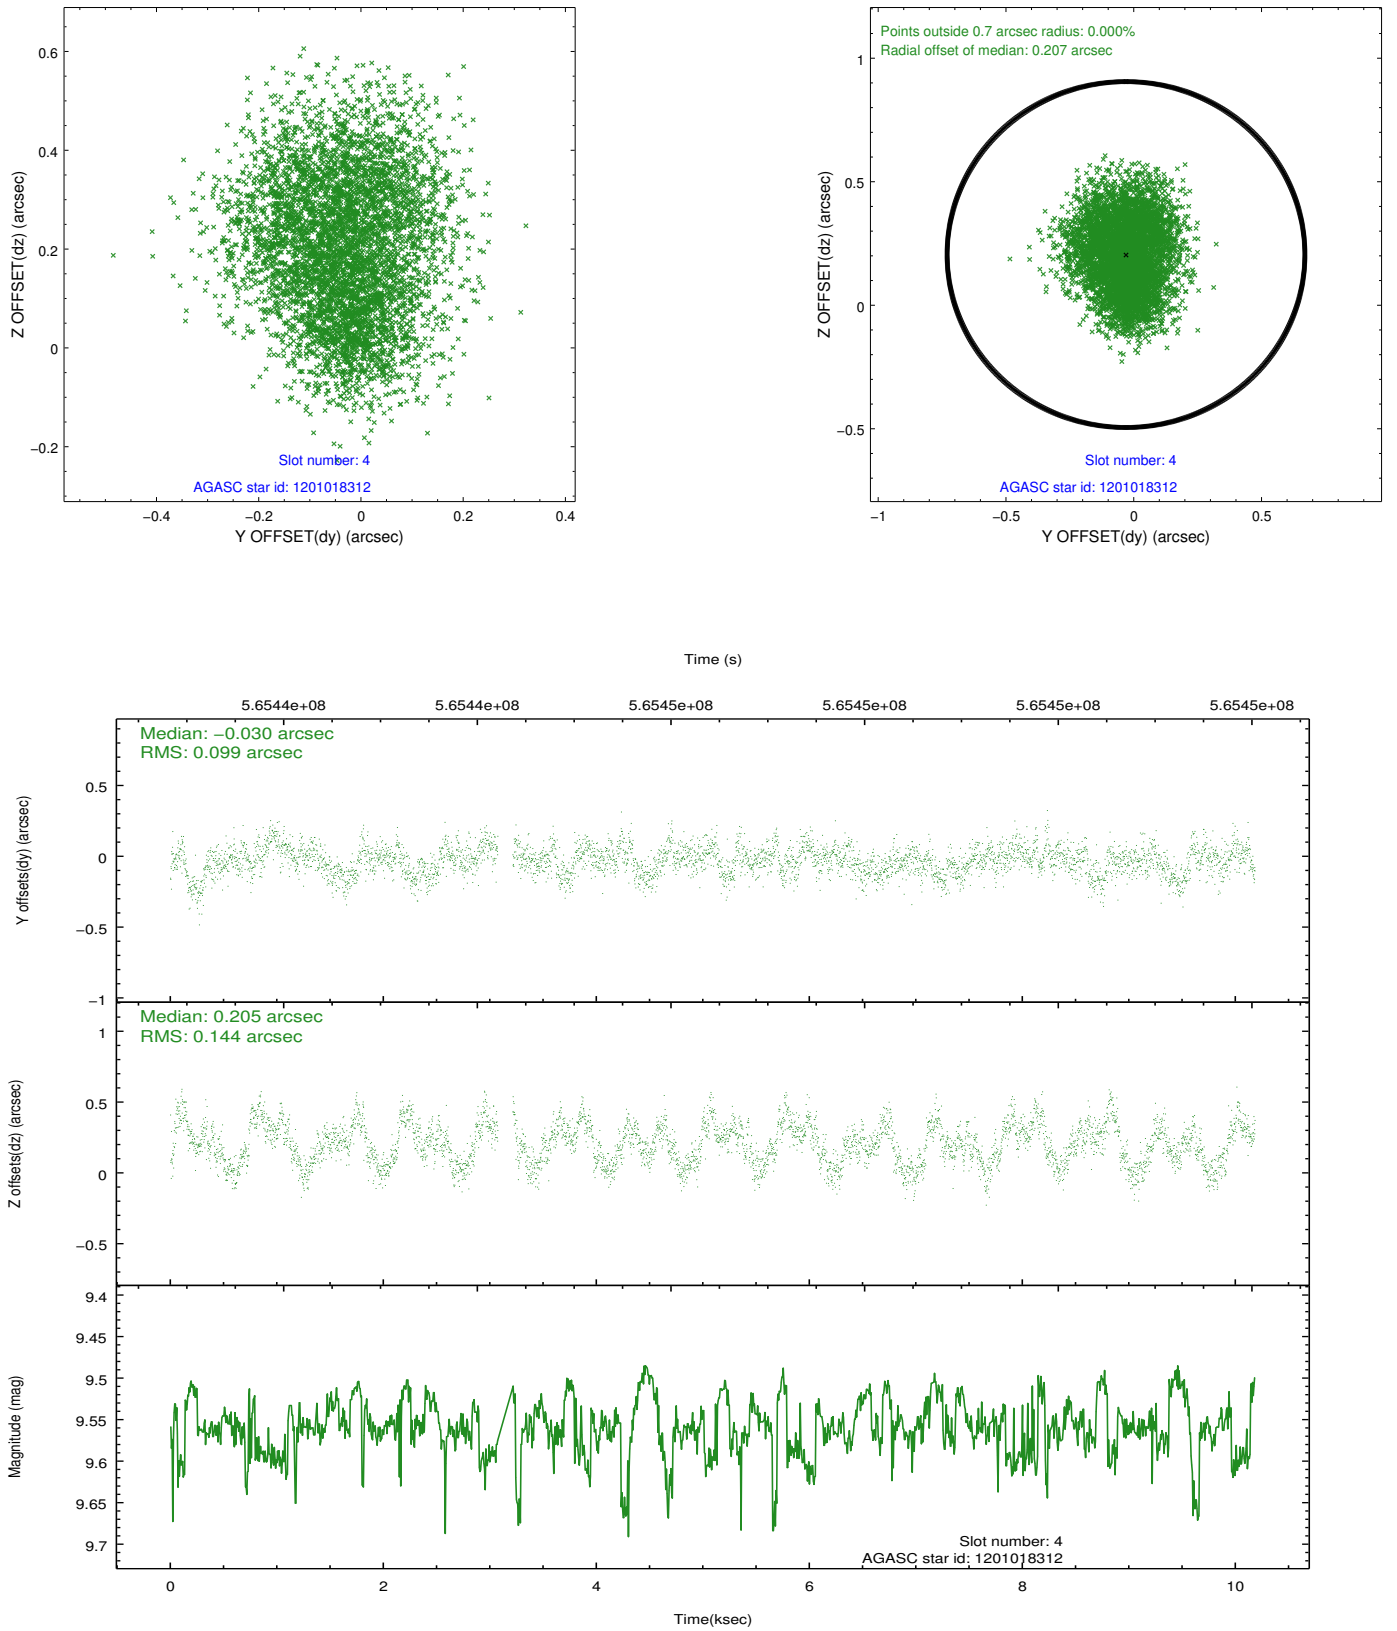 0.6
0.4
0.2
0
−0.2
Z OFFSET(dz) (arcsec)
Slot number: 4
AGASC star id: 1201018312
−0.4
−0.2
0
0.2
0.4
Y OFFSET(dy) (arcsec)
Points outside 0.7 arcsec radius: 0.000%
Radial offset of median: 0.207 arcsec
1
0.5
0
−0.5
Z OFFSET(dz) (arcsec)
Slot number: 4
AGASC star id: 1201018312
−1
−0.5
0
0.5
Y OFFSET(dy) (arcsec)
Time (s)
5.6544e+08
5.6544e+08
5.6545e+08
5.6545e+08
5.6545e+08
5.6545e+08
Median: −0.030 arcsec
RMS: 0.099 arcsec
0.5
0
−0.5
−1
Y offsets(dy) (arcsec)
Median: 0.205 arcsec
RMS: 0.144 arcsec
1
0.5
0
−0.5
Z offsets(dz) (arcsec)
9.4
9.45
9.5
9.55
9.6
9.65
9.7
Magnitude (mag)
Slot number: 4
AGASC star id: 1201018312
0
2
4
6
8
10
Time(ksec)